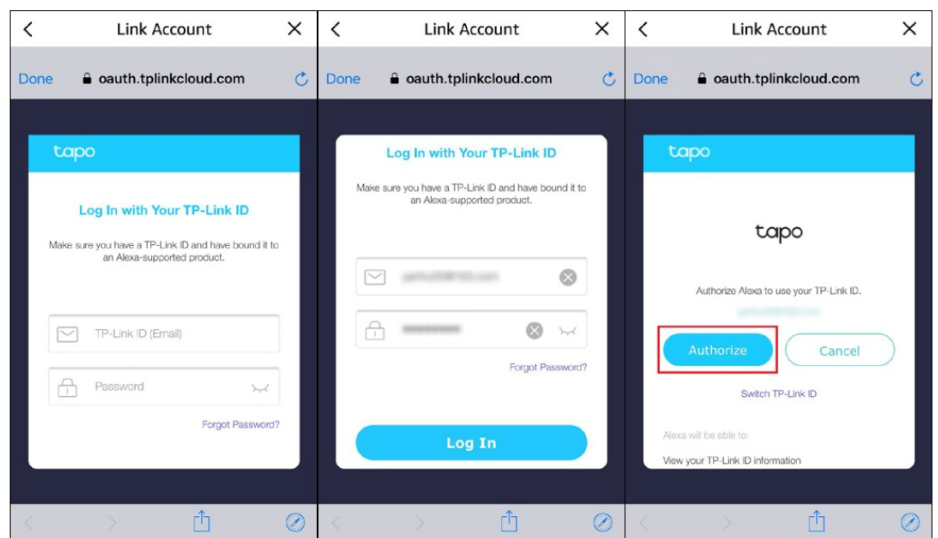 Link Account
Done oauth.tplinkcloud.com
tapo
Log In with Your TP-Link ID
Make sure you have a TP-Link ID and have bound it to
an Alexa-supported product.
TP-Link ID (Email)
Password
Forgot Password?
Link Account
Done oauth.tplinkcloud.com
Log In with Your TP-Link ID
Make sure you have a TP-Link ID and have bound it to
an Alexa-supported product.
Forgot Password?
Log In
Link Account
Done oauth.tplinkcloud.com
tapo
tapo
Authorize Alexa to use your TP-Link ID.
Authorize Cancel
Switch TP-Link ID
Alexa will be able to:
View your TP-Link ID information